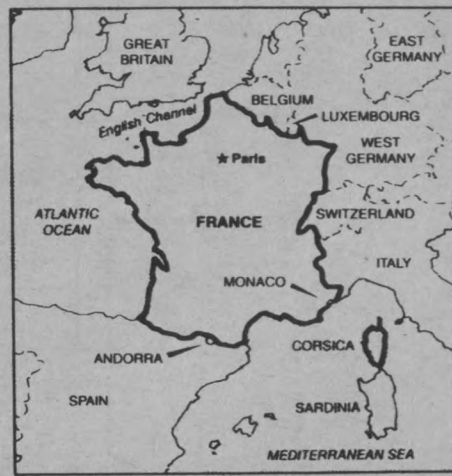 GREAT
BRITAIN
EAST
GERMANY
BELGIUM
LUXEMBOURG
English Channel
WEST
GERMANY
★ Paris
ATLANTIC
OCEAN
FRANCE
SWITZERLAND
ITALY
MONACO
ANDORRA
CORSICA
SPAIN
SARDINIA
MEDITERRANEAN SEA